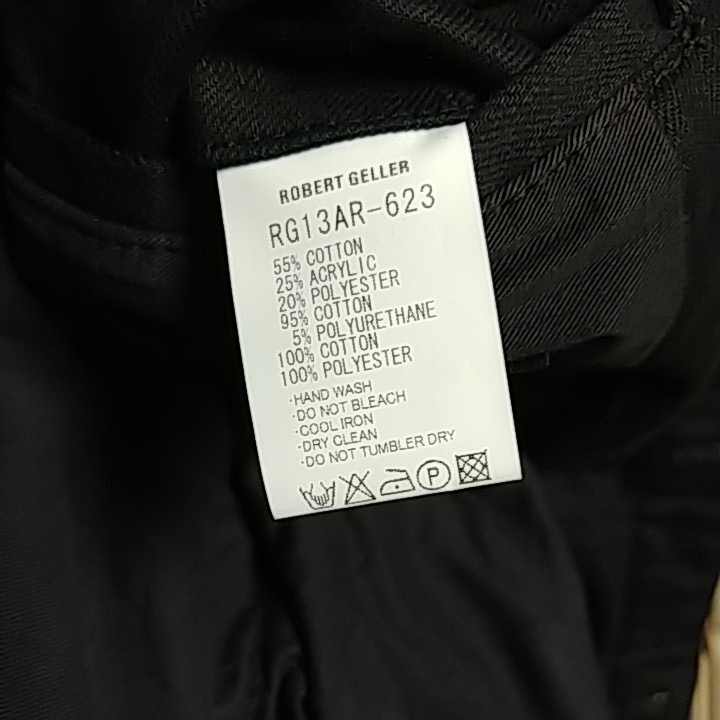 ROBERT GELLER
RG13AR-623
55% COTTON
25% ACRYLIC
20% POLYESTER
95% COTTON
5% POLYURETHANE
100% COTTON
100% POLYESTER
·HAND WASH
·DO NOT BLEACH
·COOL IRON
·DRY CLEAN
·DO NOT TUMBLER DRY
P